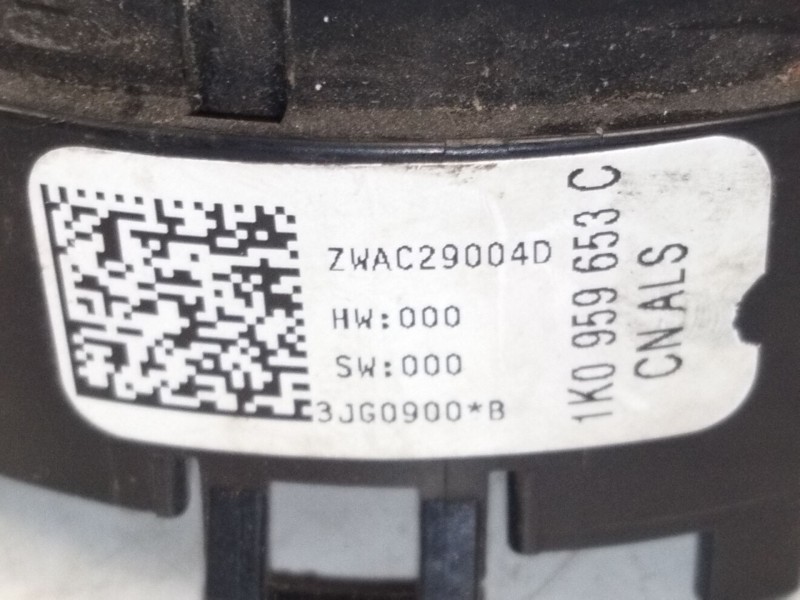 ZWAC29004D
HW:000
SW:000
3JG0900*B
1K0 959 653 C
CN ALS